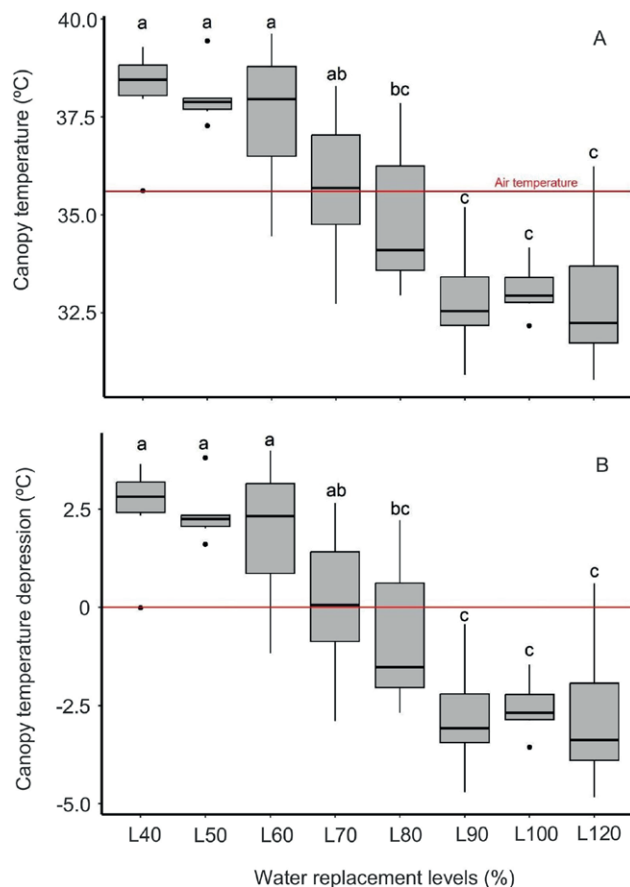 40.0
37.5
35.0
32.5
Canopy temperature (ºC)
A
a a a ab bc c c c
Air temperature
2.5
0
-2.5
-5.0
Canopy temperature depression (ºC)
B
a a a ab bc c c c
L40 L50 L60 L70 L80 L90 L100 L120
Water replacement levels (%)